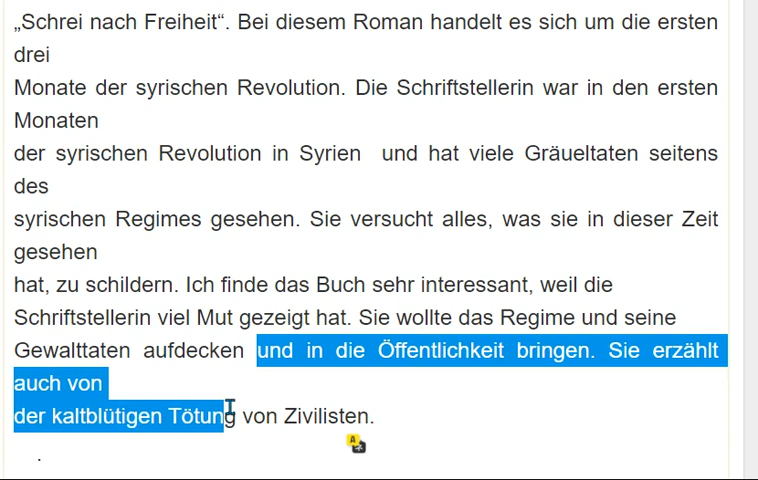 „Schrei nach Freiheit“. Bei diesem Roman handelt es sich um die ersten
drei
Monate der syrischen Revolution. Die Schriftstellerin war in den ersten
Monaten
der syrischen Revolution in Syrien und hat viele Gräueltaten seitens
des
syrischen Regimes gesehen. Sie versucht alles, was sie in dieser Zeit
gesehen
hat, zu schildern. Ich finde das Buch sehr interessant, weil die
Schriftstellerin viel Mut gezeigt hat. Sie wollte das Regime und seine
Gewalttaten aufdecken und in die Öffentlichkeit bringen. Sie erzählt
auch von
der kaltblütigen Tötung von Zivilisten.
.